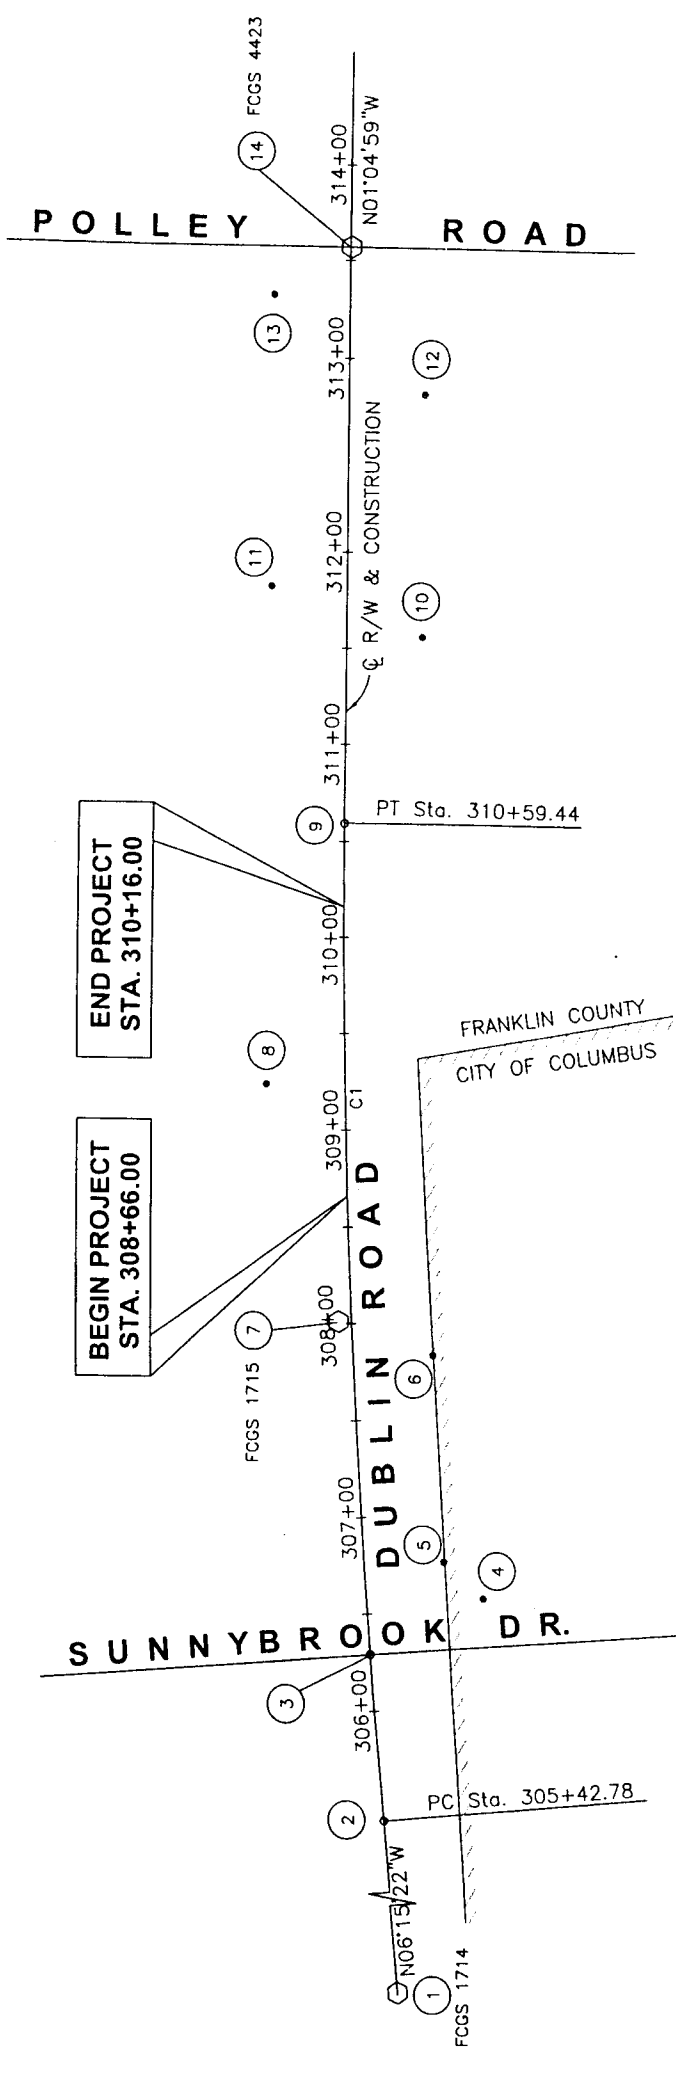 FCGS 4423
14
POLLEY ROAD
314+00
N01°04'59"W
13
313+00
12
11
312+00
10
℄ R/W & CONSTRUCTION
311+00
9
PT Sta. 310+59.44
END PROJECT
STA. 310+16.00
310+00
FRANKLIN COUNTY
CITY OF COLUMBUS
8
C1
309+00
BEGIN PROJECT
STA. 308+66.00
DUBLIN ROAD
308+00
7
FCGS 1715
6
307+00
5
4
SUNNYBROOK DR.
3
306+00
2
PC Sta. 305+42.78
N06°15'22"W
1
FCGS 1714